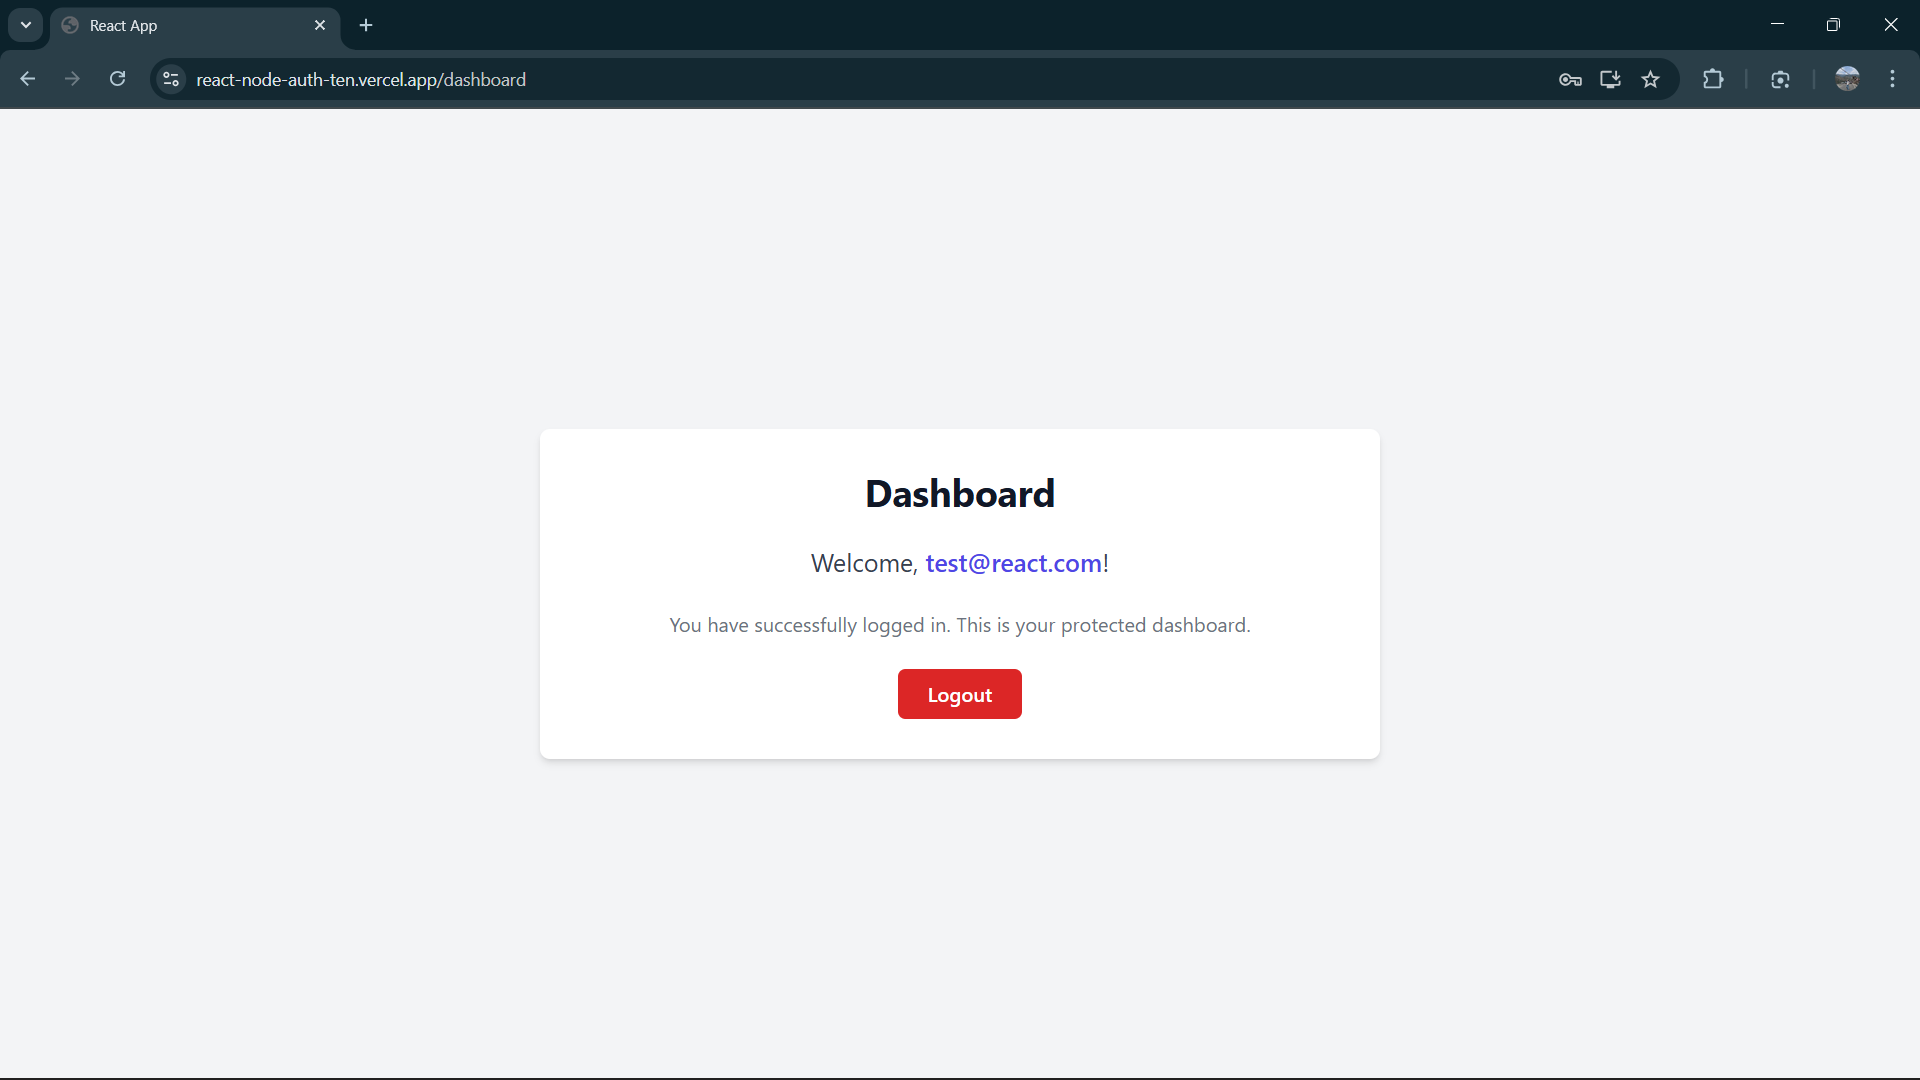 React App
react-node-auth-ten.vercel.app/dashboard
Dashboard
Welcome, test@react.com!
You have successfully logged in. This is your protected dashboard.
Logout